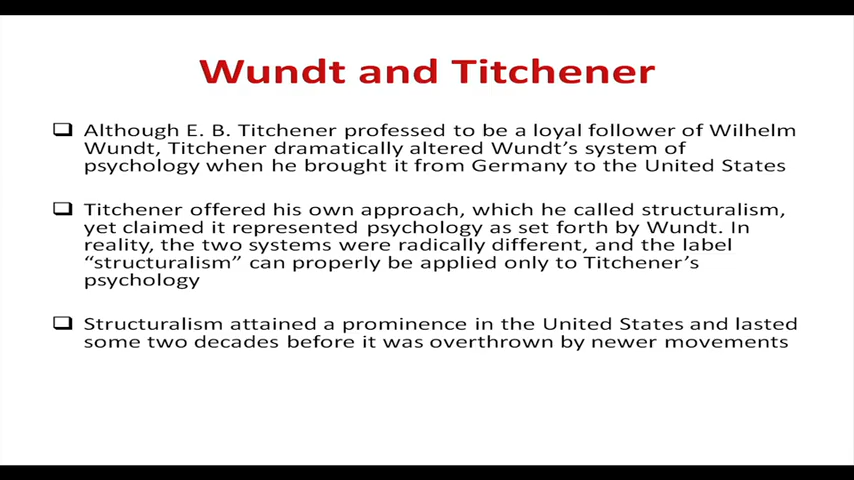 Wundt and Titchener
Although E. B. Titchener professed to be a loyal follower of Wilhelm
Wundt, Titchener dramatically altered Wundt's system of
psychology when he brought it from Germany to the United States
Titchener offered his own approach, which he called structuralism,
yet claimed it represented psychology as set forth by Wundt. In
reality, the two systems were radically different, and the label
“structuralism” can properly be applied only to Titchener's
psychology
Structuralism attained a prominence in the United States and lasted
some two decades before it was overthrown by newer movements